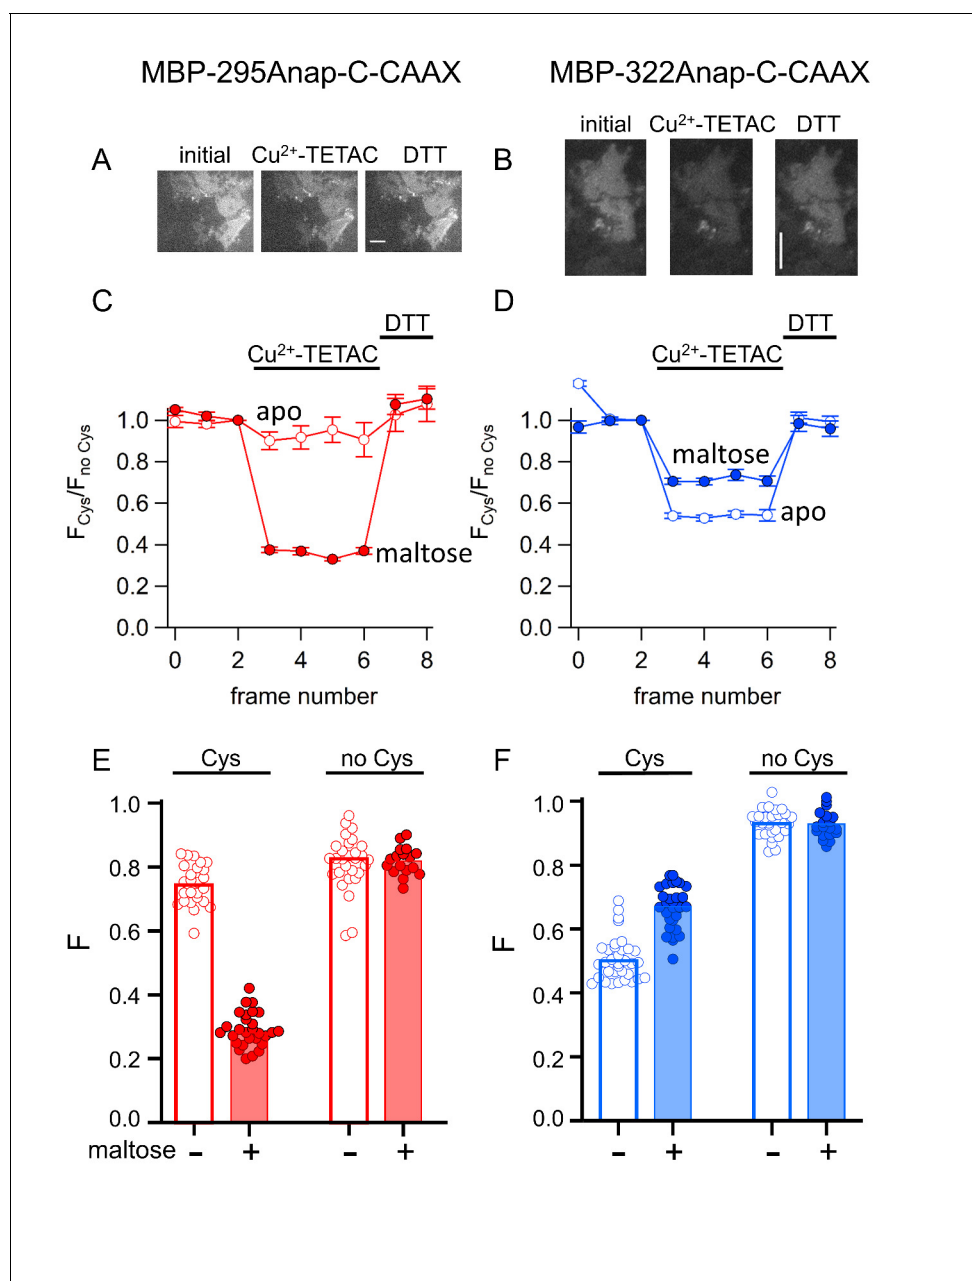 MBP-295Anap-C-CAAX
MBP-322Anap-C-CAAX
A
initial
Cu²⁺-TETAC
DTT
B
initial
Cu²⁺-TETAC
DTT
C
DTT
Cu²⁺-TETAC
apo
maltose
F_Cys/F_no Cys
1.0
0.8
0.6
0.4
0.2
0.0
0 2 4 6 8
frame number
D
DTT
Cu²⁺-TETAC
maltose
apo
F_Cys/F_no Cys
1.0
0.8
0.6
0.4
0.2
0.0
0 2 4 6 8
frame number
E
Cys
no Cys
F
1.0
0.8
0.6
0.4
0.2
0.0
maltose - + - +
F
Cys
no Cys
F
1.0
0.8
0.6
0.4
0.2
0.0
- + - +